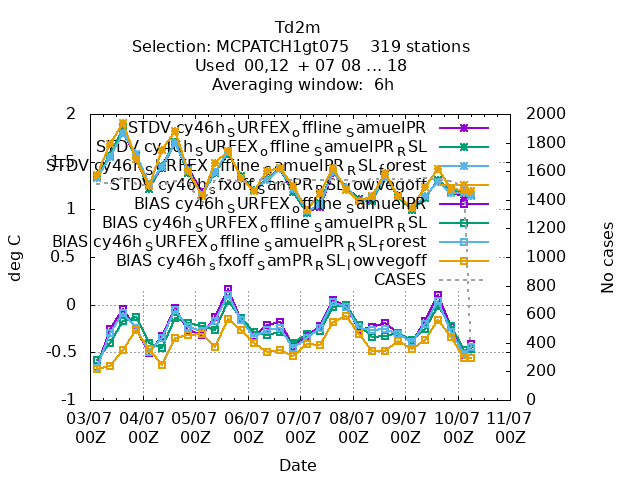 Td2m
Selection: MCPATCH1gt075 319 stations
Used 00,12 + 07 08 ... 18
Averaging window: 6h
STDV cy46h_SURFEX_offline_SamuelPR
STDV cy46h_SURFEX_offline_SamuelPR_RSL
STDV cy46h_SURFEX_offline_SamuelPR_RSL_forest
STDV cy46h_sfxoff_SamPR_RSL_lowvegoff
BIAS cy46h_SURFEX_offline_SamuelPR
BIAS cy46h_SURFEX_offline_SamuelPR_RSL
BIAS cy46h_SURFEX_offline_SamuelPR_RSL_forest
BIAS cy46h_sfxoff_SamPR_RSL_lowvegoff
CASES
2
1.5
1
0.5
0
-0.5
-1
deg C
2000
1800
1600
1400
1200
1000
800
600
400
200
0
No cases
03/07 04/07 05/07 06/07 07/07 08/07 09/07 10/07 11/07
00Z 00Z 00Z 00Z 00Z 00Z 00Z 00Z 00Z
Date